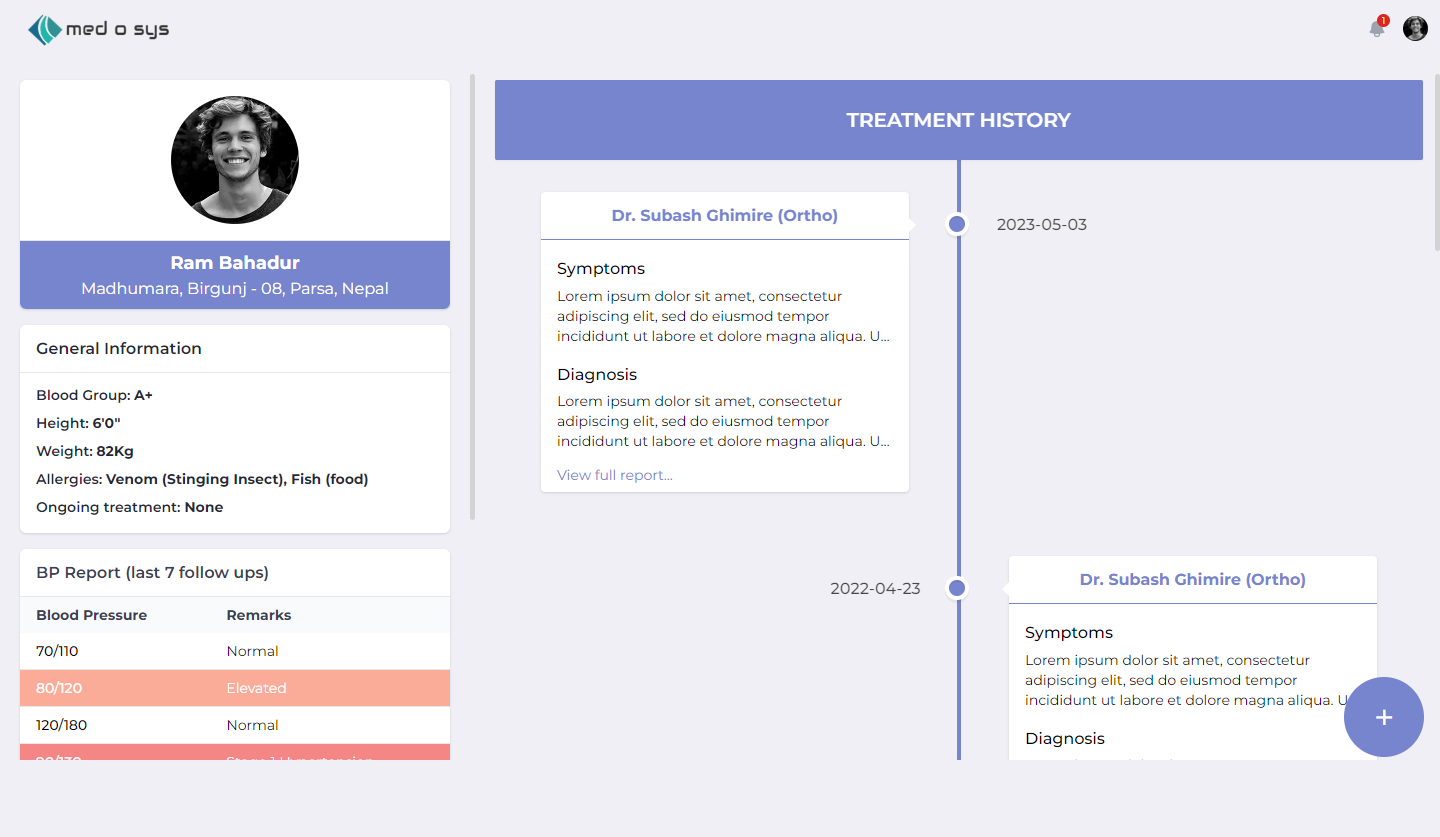 med o sys
1
Ram Bahadur
Madhumara, Birgunj - 08, Parsa, Nepal
General Information
Blood Group: A+
Height: 6'0"
Weight: 82Kg
Allergies: Venom (Stinging Insect), Fish (food)
Ongoing treatment: None
BP Report (last 7 follow ups)
Blood Pressure Remarks
70/110 Normal
80/120 Elevated
120/180 Normal
90/130 Stage 1 Hypertension
TREATMENT HISTORY
Dr. Subash Ghimire (Ortho)
2023-05-03
Symptoms
Lorem ipsum dolor sit amet, consectetur
adipiscing elit, sed do eiusmod tempor
incididunt ut labore et dolore magna aliqua. U...
Diagnosis
Lorem ipsum dolor sit amet, consectetur
adipiscing elit, sed do eiusmod tempor
incididunt ut labore et dolore magna aliqua. U...
View full report...
2022-04-23
Dr. Subash Ghimire (Ortho)
Symptoms
Lorem ipsum dolor sit amet, consectetur
adipiscing elit, sed do eiusmod tempor
incididunt ut labore et dolore magna aliqua. U
Diagnosis
+